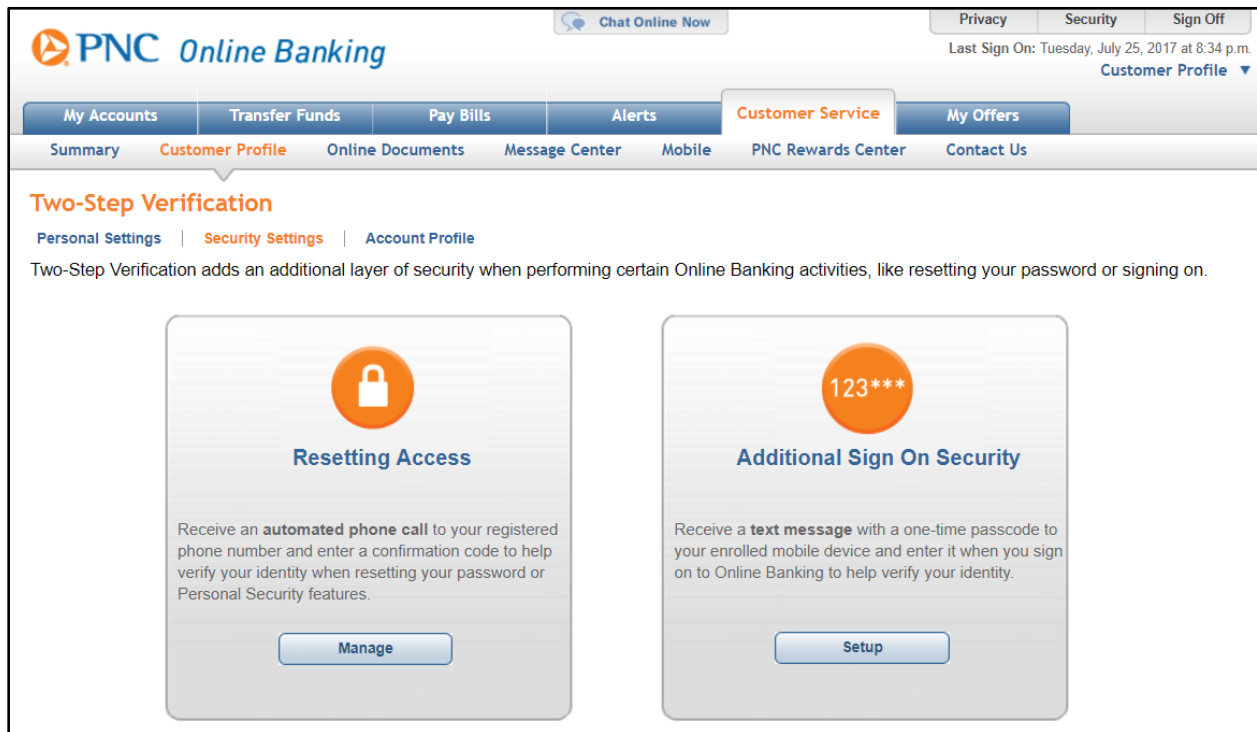 Chat Online Now
Privacy Security Sign Off
PNC Online Banking
Last Sign On: Tuesday, July 25, 2017 at 8:34 p.m.
Customer Profile ▼
My Accounts Transfer Funds Pay Bills Alerts Customer Service My Offers
Summary Customer Profile Online Documents Message Center Mobile PNC Rewards Center Contact Us
Two-Step Verification
Personal Settings | Security Settings | Account Profile
Two-Step Verification adds an additional layer of security when performing certain Online Banking activities, like resetting your password or signing on.
Resetting Access
Receive an automated phone call to your registered
phone number and enter a confirmation code to help
verify your identity when resetting your password or
Personal Security features.
Manage
123***
Additional Sign On Security
Receive a text message with a one-time passcode to
your enrolled mobile device and enter it when you sign
on to Online Banking to help verify your identity.
Setup